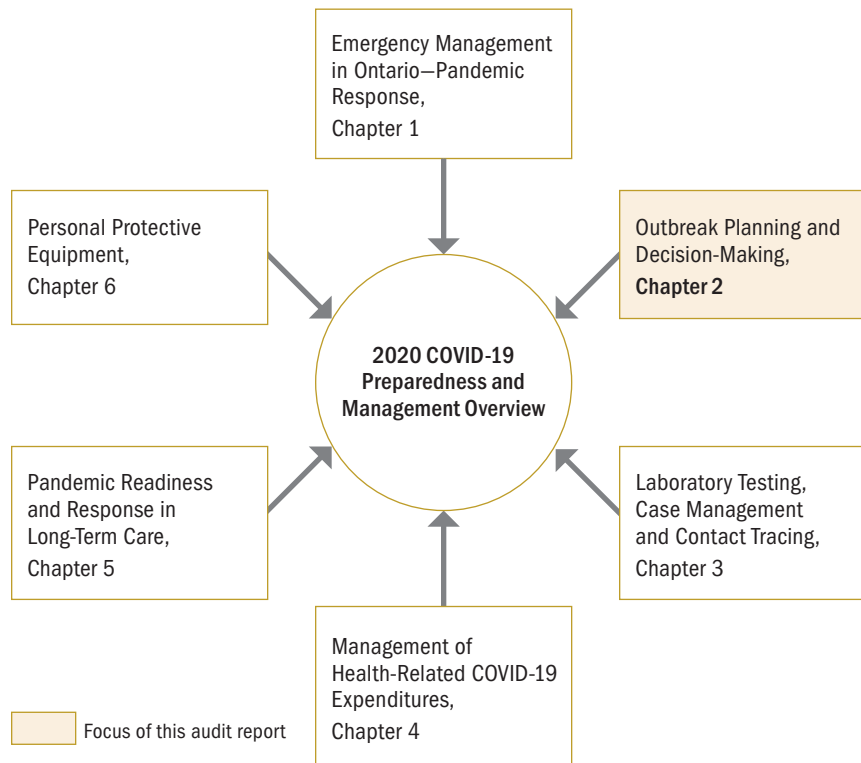 Emergency Management
in Ontario—Pandemic
Response,
Chapter 1
Outbreak Planning and
Decision-Making,
Chapter 2
Laboratory Testing,
Case Management
and Contact Tracing,
Chapter 3
Management of
Health-Related COVID-19
Expenditures,
Chapter 4
Pandemic Readiness
and Response in
Long-Term Care,
Chapter 5
Personal Protective
Equipment,
Chapter 6
2020 COVID-19
Preparedness and
Management Overview
Focus of this audit report